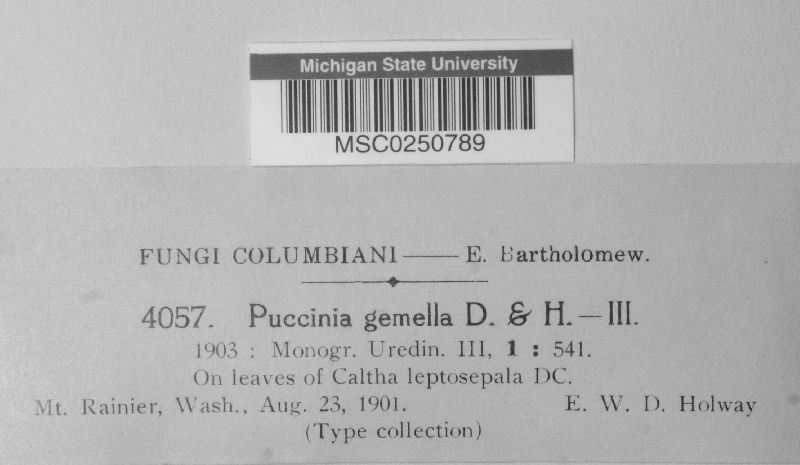 Michigan State University
MSC0250789
FUNGI COLUMBIANI—— E. Bartholomew.
4057. Puccinia gemella D. & H.—III.
1903 : Monogr. Uredin. III, 1 : 541.
On leaves of Caltha leptosepala DC.
Mt. Rainier, Wash., Aug. 23, 1901. E. W. D. Holway
(Type collection)